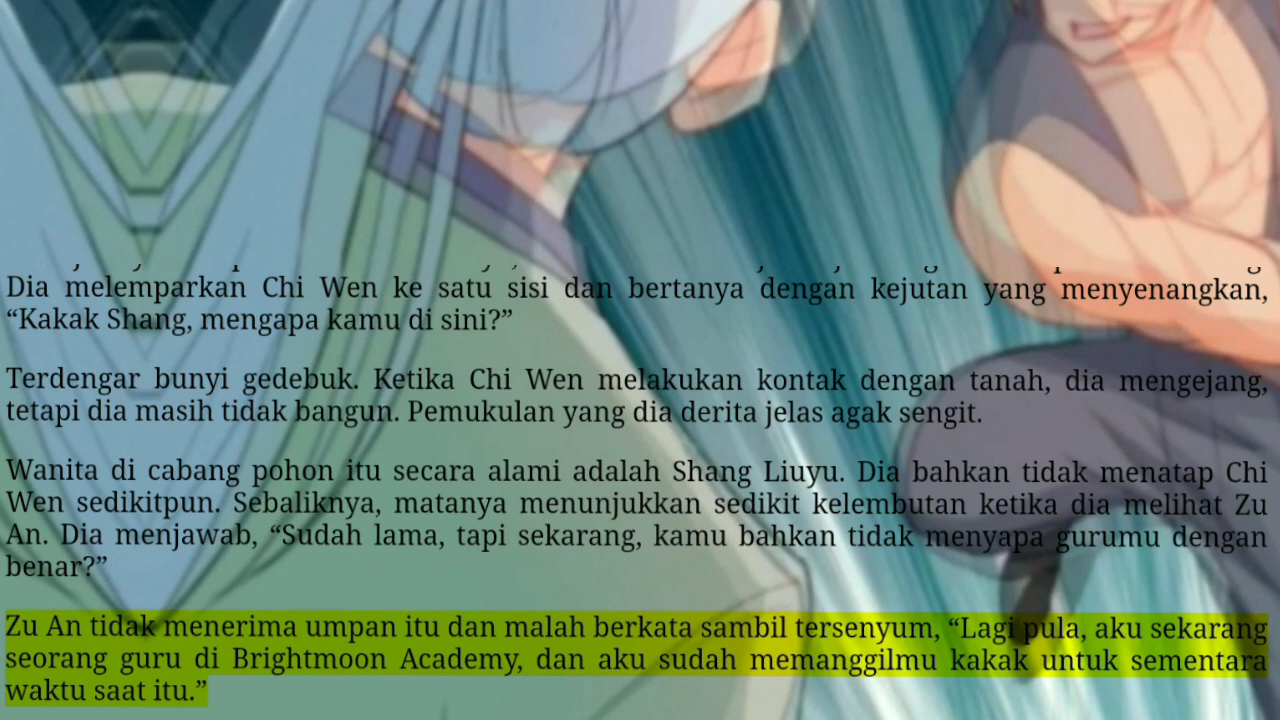 Dia melemparkan Chi Wen ke satu sisi dan bertanya dengan kejutan yang menyenangkan,
“Kakak Shang, mengapa kamu di sini?”
Terdengar bunyi gedebuk. Ketika Chi Wen melakukan kontak dengan tanah, dia mengejang,
tetapi dia masih tidak bangun. Pemukulan yang dia derita jelas agak sengit.
Wanita di cabang pohon itu secara alami adalah Shang Liuyu. Dia bahkan tidak menatap Chi
Wen sedikitpun. Sebaliknya, matanya menunjukkan sedikit kelembutan ketika dia melihat Zu
An. Dia menjawab, “Sudah lama, tapi sekarang, kamu bahkan tidak menyapa gurumu dengan
benar?”
Zu An tidak menerima umpan itu dan malah berkata sambil tersenyum, “Lagi pula, aku sekarang
seorang guru di Brightmoon Academy, dan aku sudah memanggilmu kakak untuk sementara
waktu saat itu.”